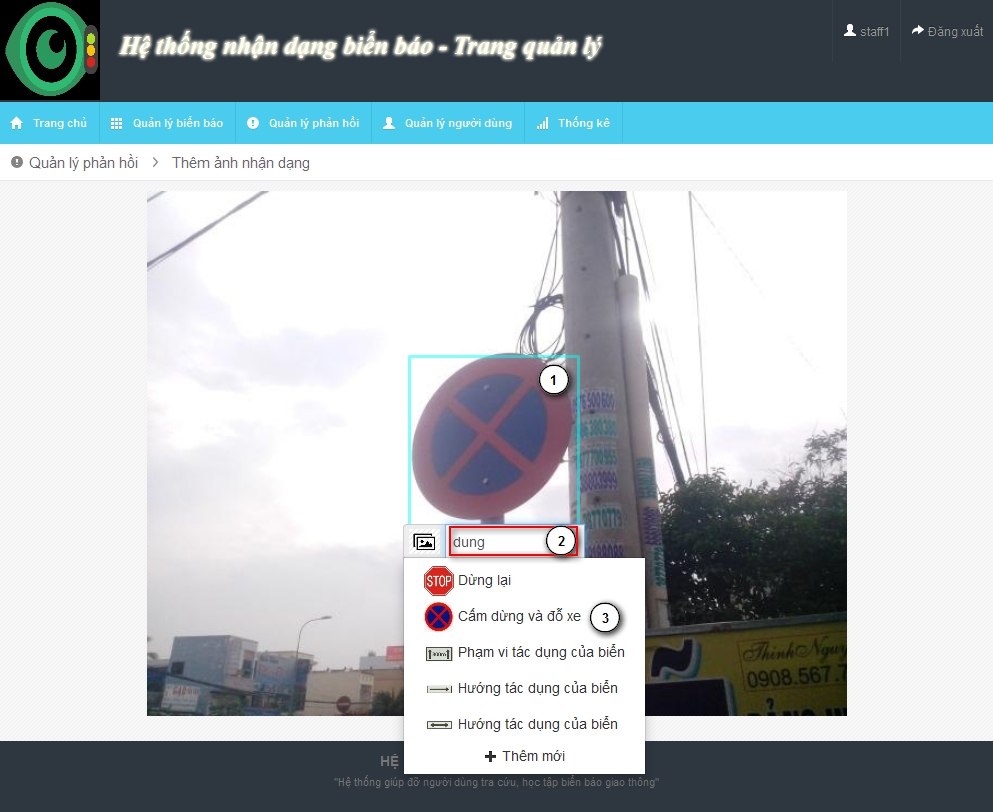 Hệ thống nhận dạng biển báo - Trang quản lý
staff1
Đăng xuất
Trang chủ
Quản lý biển báo
Quản lý phản hồi
Quản lý người dùng
Thống kê
Quản lý phản hồi
Thêm ảnh nhận dạng
1
dung
2
STOP
Dừng lại
Cấm dừng và đỗ xe
3
Phạm vi tác dụng của biển
Hướng tác dụng của biển
Hướng tác dụng của biển
Thêm mới
0908.567.
HỆ
"Hệ thống giúp đỡ người dùng tra cứu, học tập biển báo giao thông"